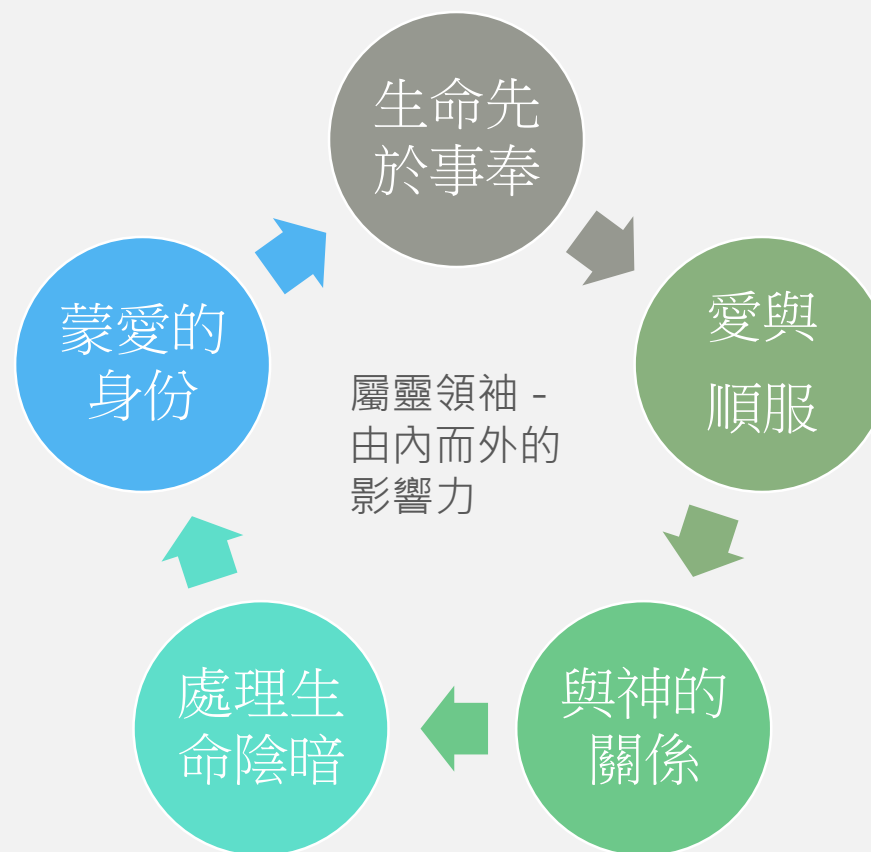 生命先
於事奉
愛與
順服
與神的
關係
處理生
命陰暗
蒙愛的
身份
屬靈領袖 -
由內而外的
影響力